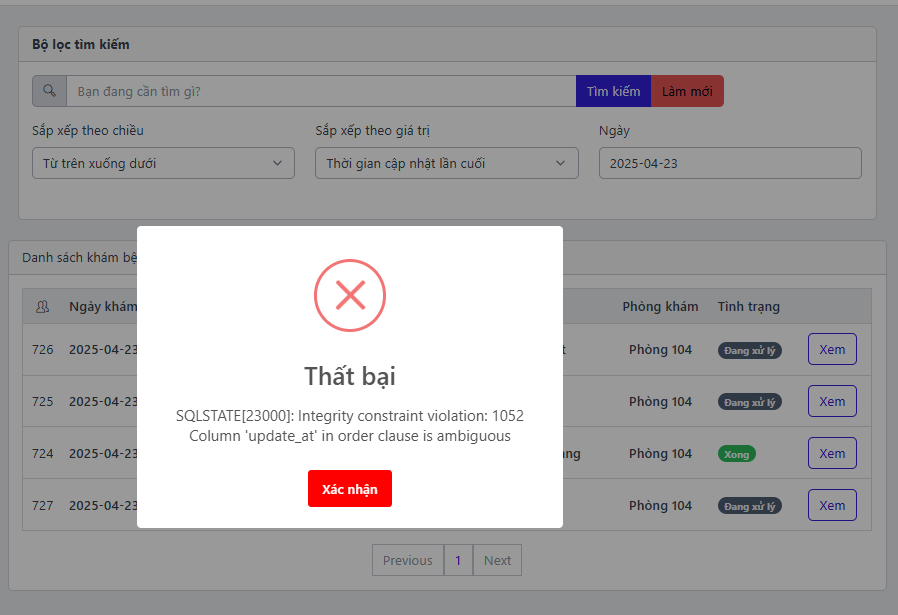 Bộ lọc tìm kiếm
Bạn đang cần tìm gì?
Tìm kiếm
Làm mới
Sắp xếp theo chiều
Sắp xếp theo giá trị
Ngày
Từ trên xuống dưới
Thời gian cập nhật lần cuối
2025-04-23
Danh sách khám bệ
Ngày khám
Phòng khám
Tình trạng
726 2025-04-23 t Phòng 104 Đang xử lý Xem
725 2025-04-23 Phòng 104 Đang xử lý Xem
724 2025-04-23 ang Phòng 104 Xong Xem
727 2025-04-23 Phòng 104 Đang xử lý Xem
Thất bại
SQLSTATE[23000]: Integrity constraint violation: 1052
Column 'update_at' in order clause is ambiguous
Xác nhận
Previous 1 Next